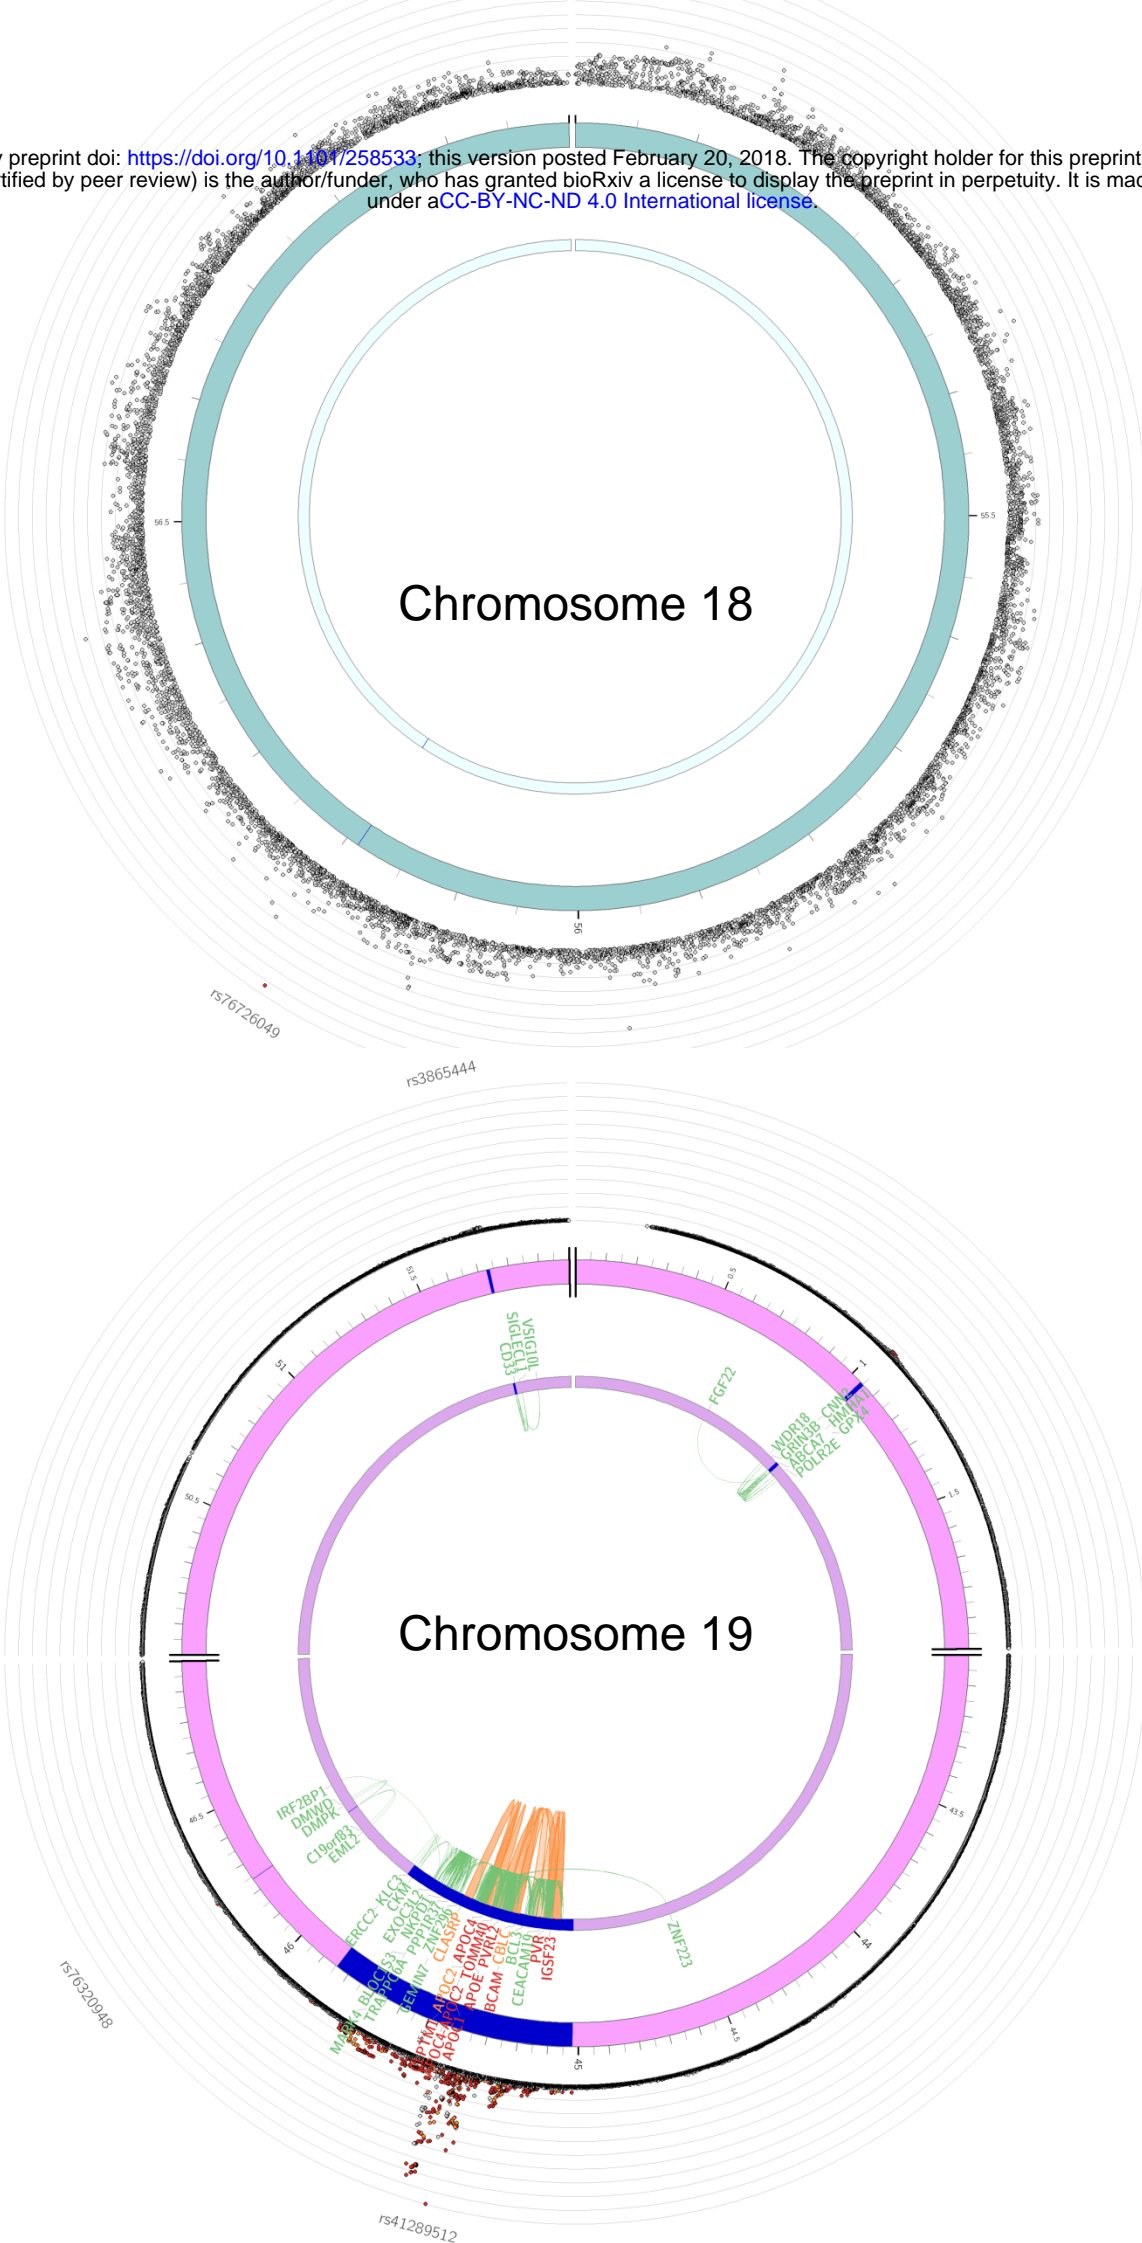 y preprint doi: https://doi.org/10.1101/258533; this version posted February 20, 2018. The copyright holder for this preprint
tified by peer review) is the author/funder, who has granted bioRxiv a license to display the preprint in perpetuity. It is mad
under aCC-BY-NC-ND 4.0 International license.
56.5
55.5
Chromosome 18
56
rs76726049
rs3865444
51.5
0.5
VSIG10L
SIGLECL1
CD33
51
1
FGF22
CNN2
HMHA1
WDR18
GRIN3B
ABCA7
GPX4
POLR2E
50.5
1.5
Chromosome 19
46.5
43.5
IRF2BP1
DMWD
DMPK
C19orf83
EML2
ERCC2
KLC3
CKM
EXOC3L2
NKPD1
PPP1R37
ZNF296
CLASRP
APOC4
TOMM40
PVRL2
CBLC
BCL3
CEACAM19
PVR
IGSF23
ZNF223
46
44
MARK4
BLOC1S3
TRAPPC6A
GEMIN7
APOC2
APOE
BCAM
APOC1
44.5
45
rs76320948
rs41289512